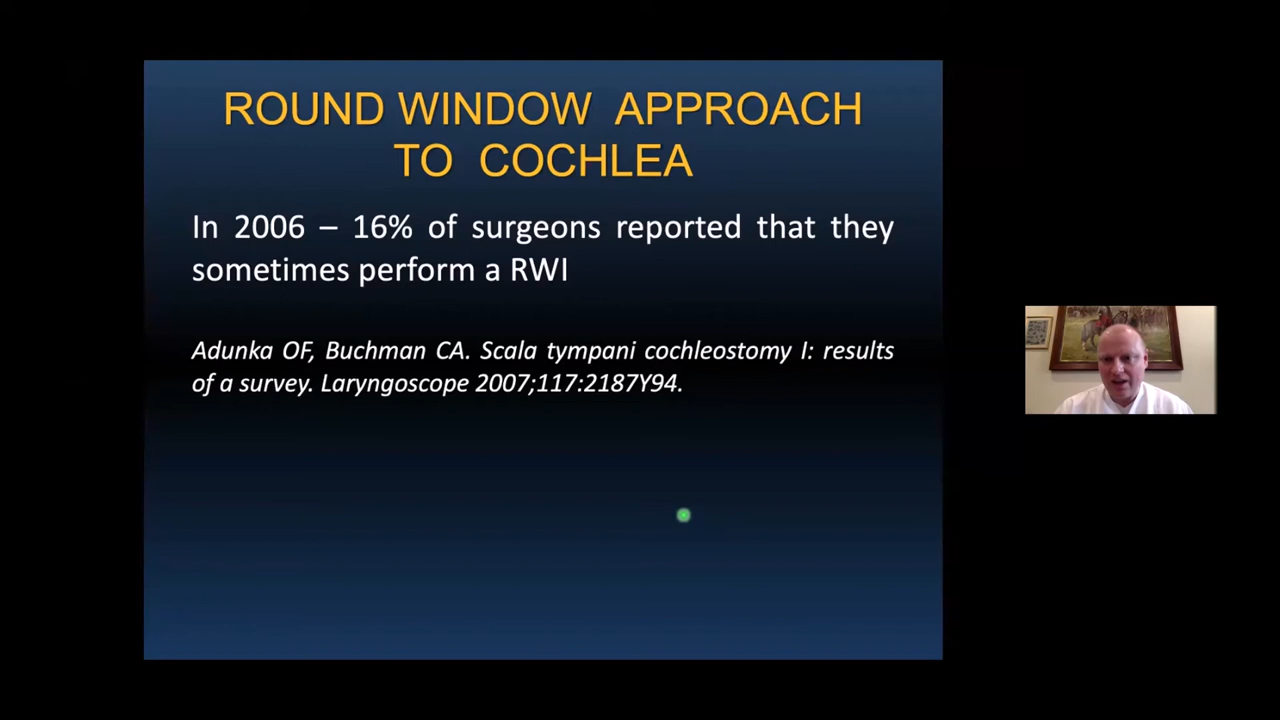 ROUND WINDOW APPROACH
TO COCHLEA
In 2006 – 16% of surgeons reported that they
sometimes perform a RWI
Adunka OF, Buchman CA. Scala tympani cochleostomy I: results
of a survey. Laryngoscope 2007;117:2187Y94.